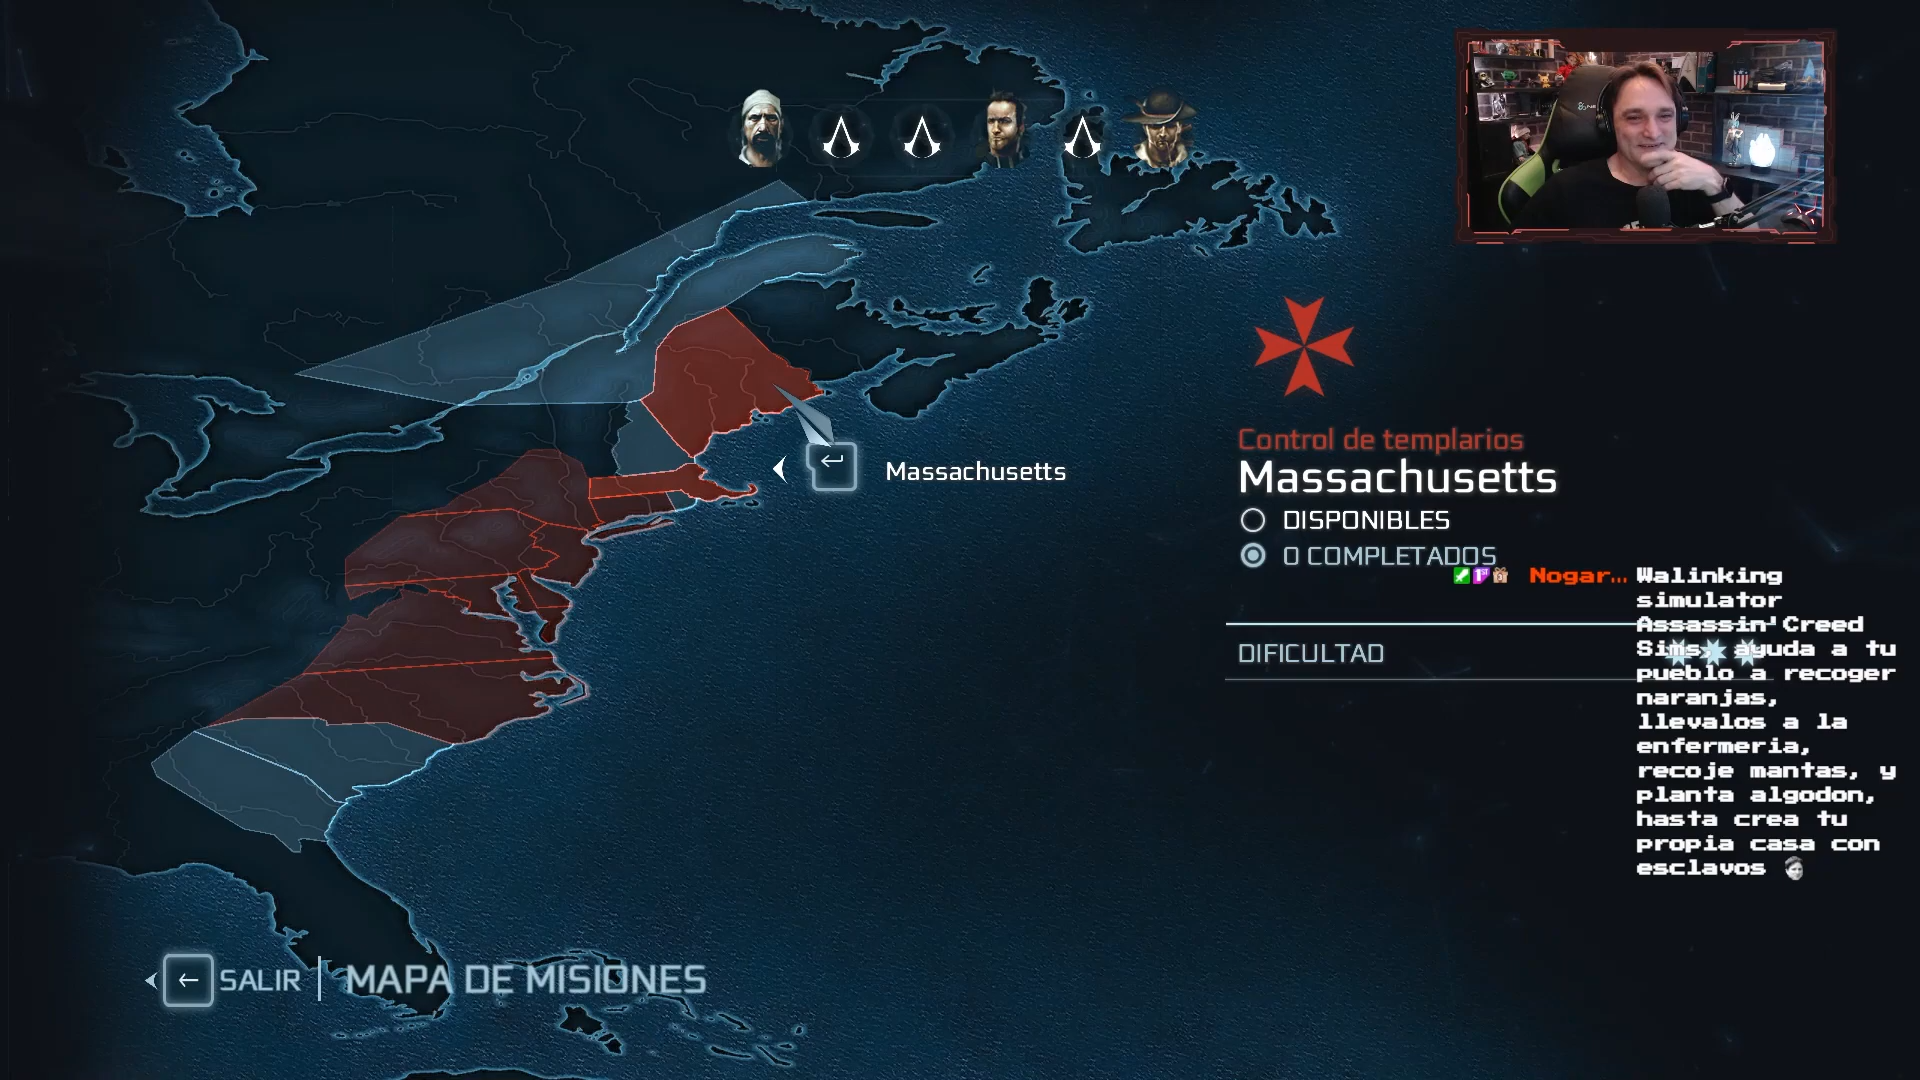 Massachusetts
Control de templarios
Massachusetts
DISPONIBLES
0 COMPLETADOS
DIFICULTAD
Nogar... Walinking
simulator
Assassin'Creed
Sims, ayuda a tu
pueblo a recoger
naranjas,
llevalos a la
enfermeria,
recoje mantas, y
planta algodon,
hasta crea tu
propia casa con
esclavos
SALIR | MAPA DE MISIONES